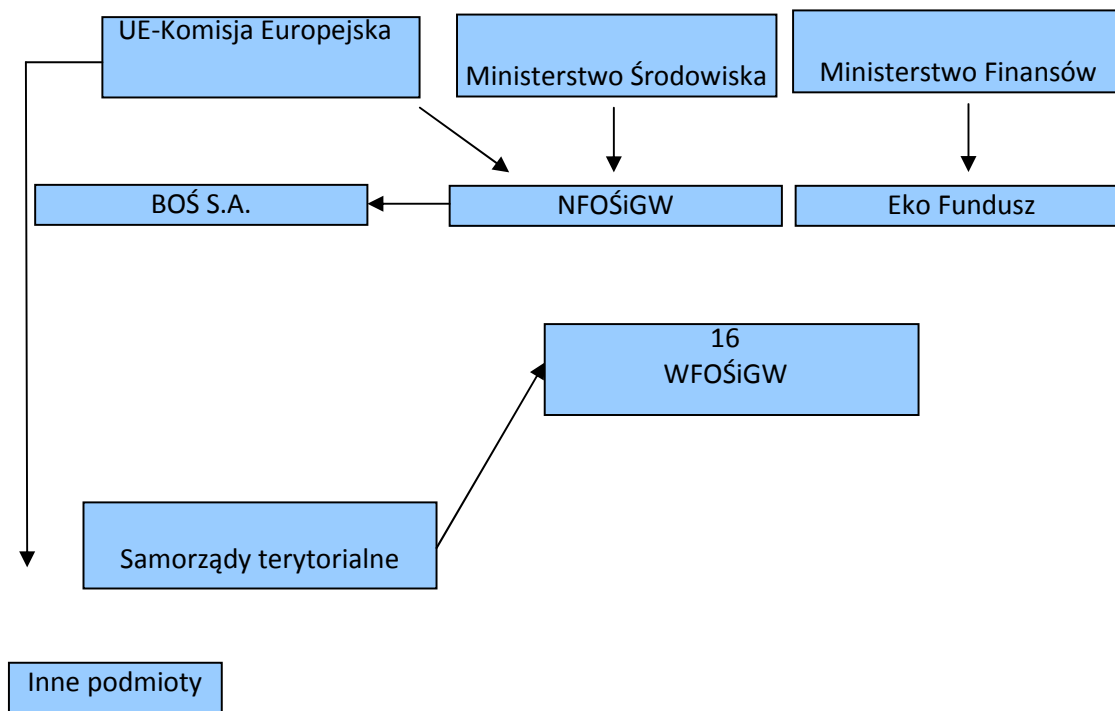 UE-Komisja Europejska
Ministerstwo Środowiska
Ministerstwo Finansów
BOŚ S.A.
NFOŚiGW
Eko Fundusz
16
WFOŚiGW
Samorządy terytorialne
Inne podmioty